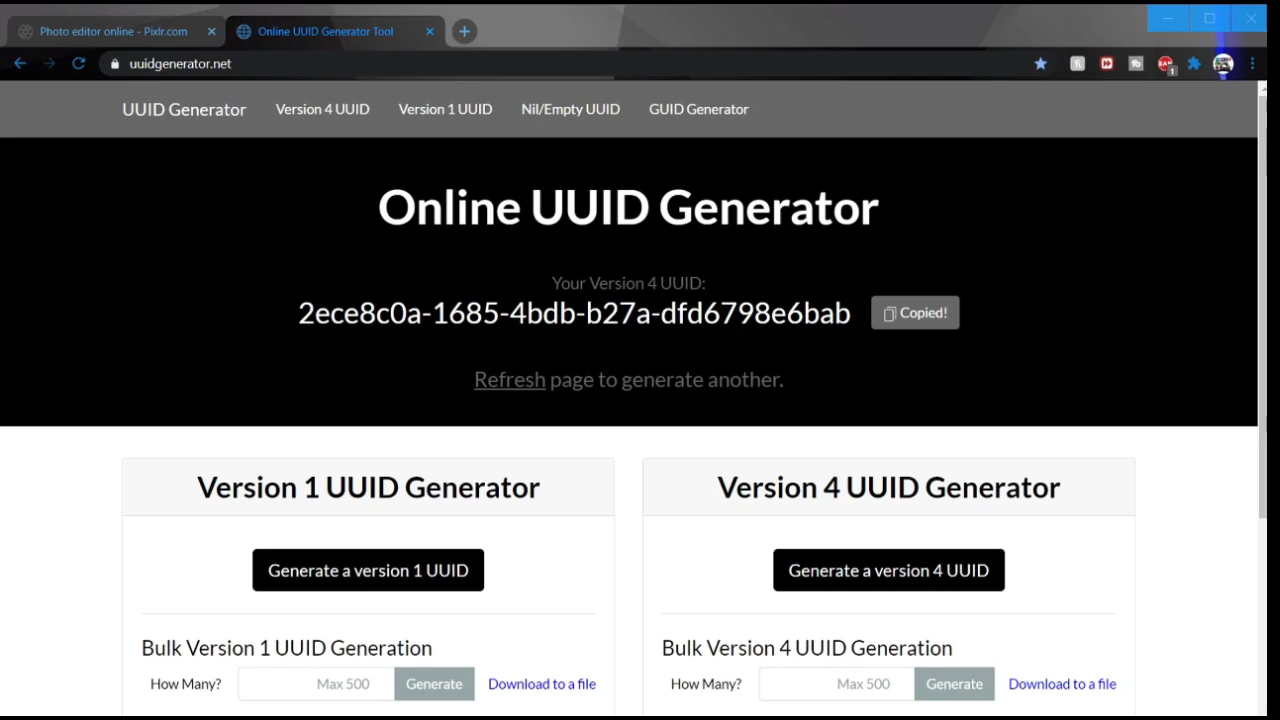 Photo editor online - Pixlr.com
Online UUID Generator Tool
uuidgenerator.net
1
UUID Generator Version 4 UUID Version 1 UUID Nil/Empty UUID GUID Generator
Online UUID Generator
Your Version 4 UUID:
2ece8c0a-1685-4bdb-b27a-dfd6798e6bab Copied!
Refresh page to generate another.
Version 1 UUID Generator
Generate a version 1 UUID
Bulk Version 1 UUID Generation
How Many? Max 500 Generate Download to a file
Version 4 UUID Generator
Generate a version 4 UUID
Bulk Version 4 UUID Generation
How Many? Max 500 Generate Download to a file